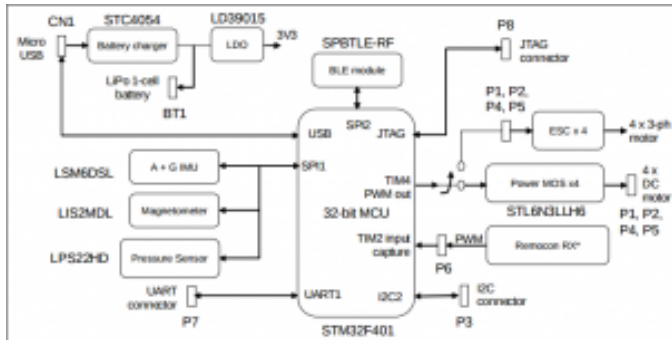 CN1
STC4054
LD39015
Micro
USB
Battery charger
LDO
3V3
SPBTLE-RF
P8
JTAG
connector
LiPo 1-cell
battery
BT1
BLE module
P1, P2,
P4, P5
ESC x 4
4 x 3-ph
motor
USB
SPI2
JTAG
LSM6DSL
A + G IMU
SPI1
TIM4
PWM out
Power MOS x4
4 x
DC
motor
LIS2MDL
Magnetometer
32-bit MCU
STL6N3LLH6
P1, P2,
P4, P5
LPS22HD
Pressure Sensor
TIM2 input
capture
PWM
Remocon RX*
P6
UART
connector
P7
UART1
I2C2
I2C
connector
P3
STM32F401